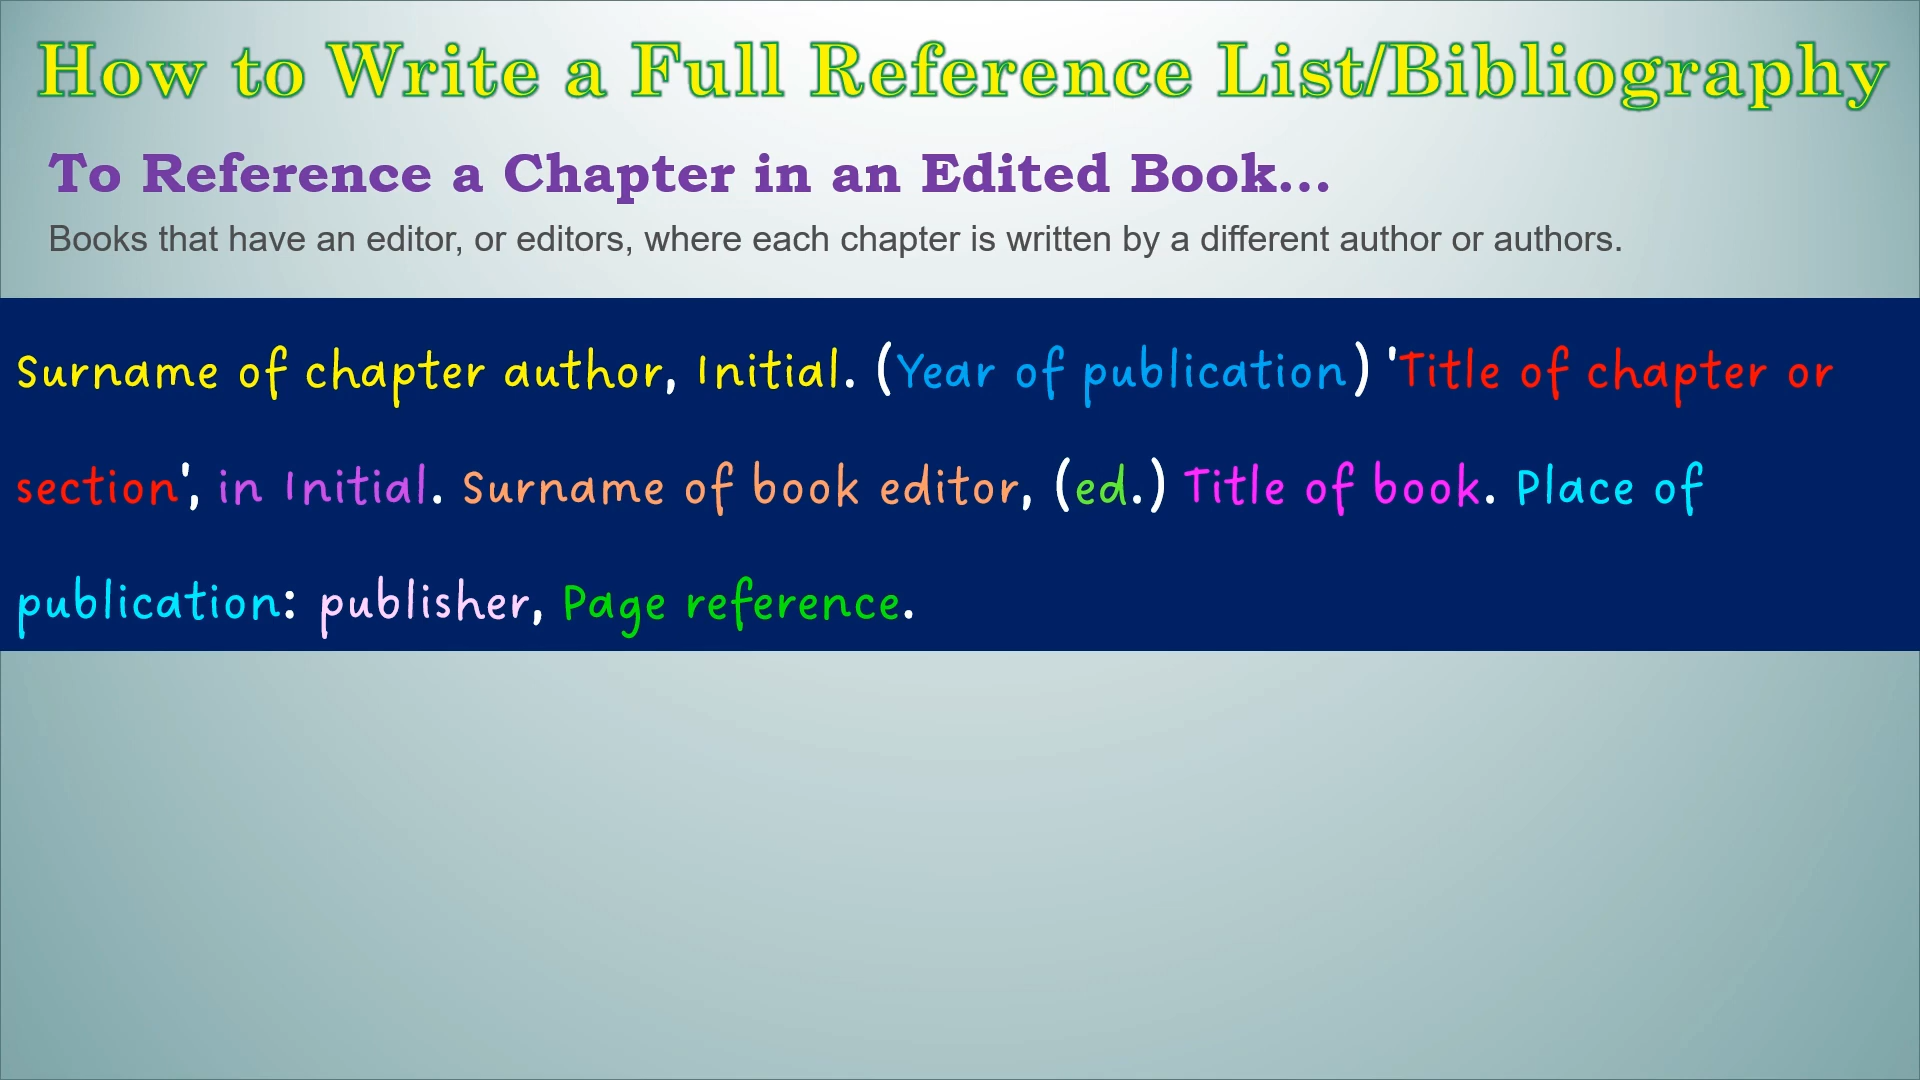 How to Write a Full Reference List/Bibliography
To Reference a Chapter in an Edited Book...
Books that have an editor, or editors, where each chapter is written by a different author or authors.
Surname of chapter author, Initial. (Year of publication) 'Title of chapter or
section', in Initial. Surname of book editor, (ed.) Title of book. Place of
publication: publisher, Page reference.